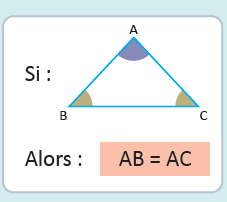 A
Si :
B
C
Alors :
AB = AC